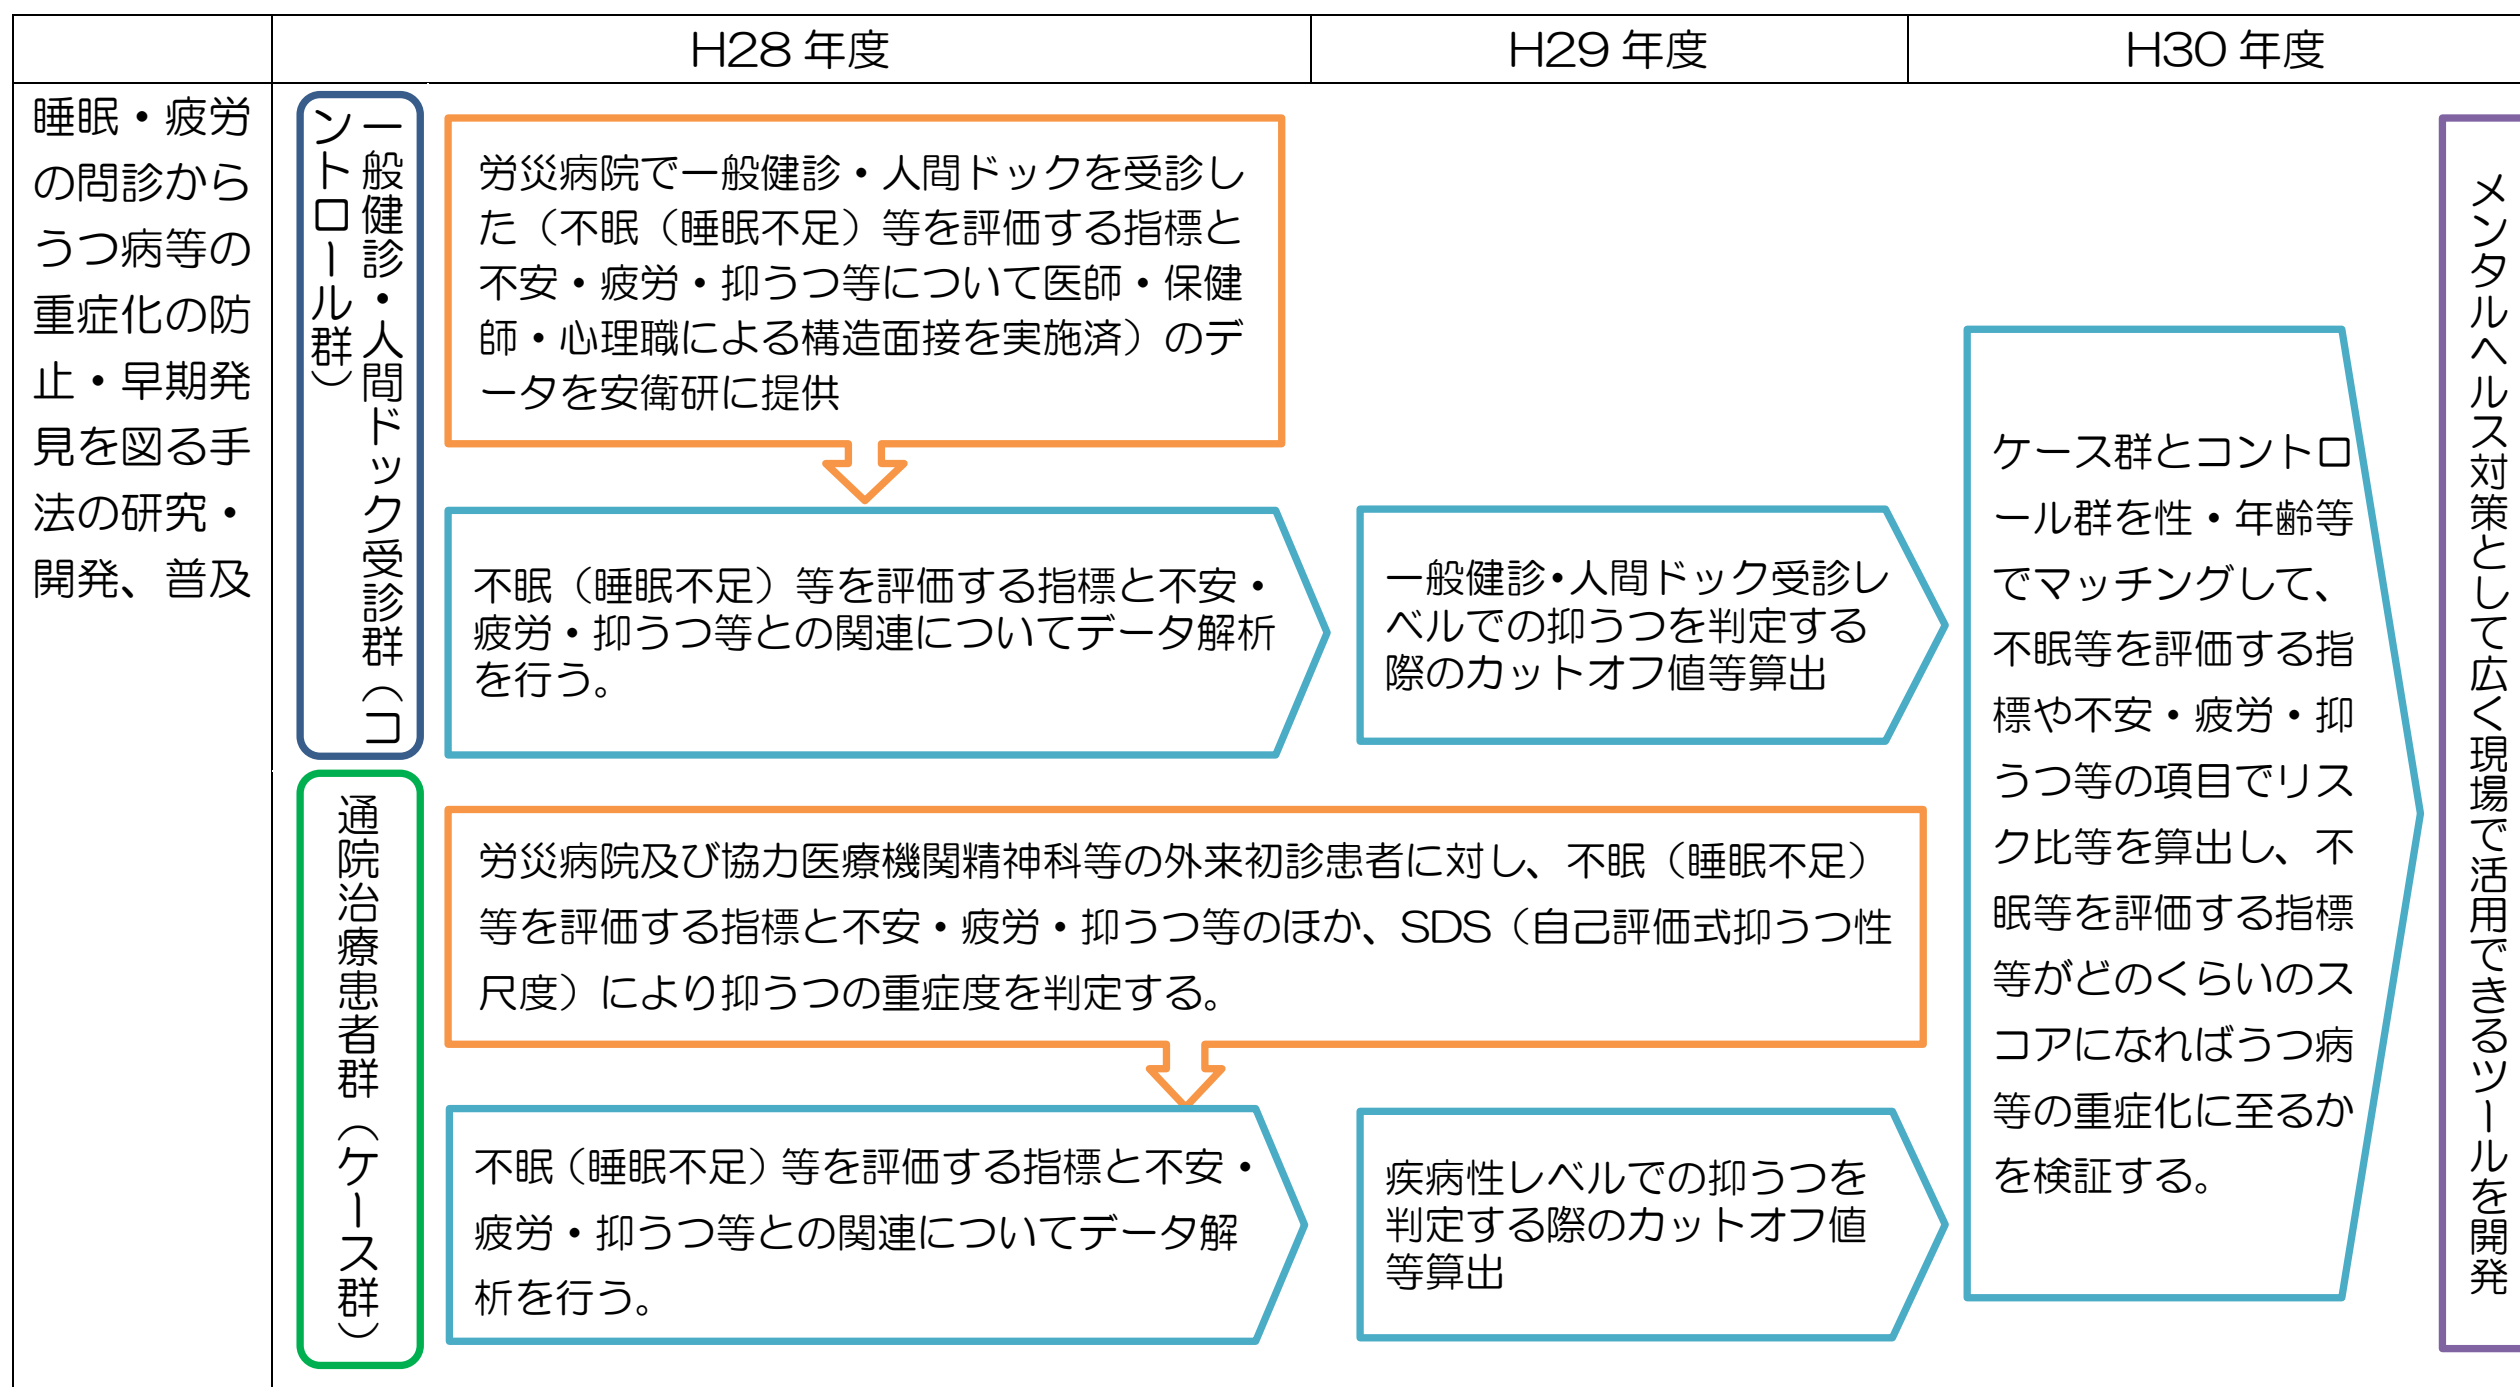 H28 年度
H29 年度
H30 年度
睡眠・疲労
の問診から
うつ病等の
重症化の防
止・早期発
見を図る手
法の研究・
開発、普及
一般健診・人間ドック受診群（コ
ントロール群）
労災病院で一般健診・人間ドックを受診し
た（不眠（睡眠不足）等を評価する指標と
不安・疲労・抑うつ等について医師・保健
師・心理職による構造面接を実施済）のデ
ータを安衛研に提供
不眠（睡眠不足）等を評価する指標と不安・
疲労・抑うつ等との関連についてデータ解析
を行う。
一般健診・人間ドック受診レ
ベルでの抑うつを判定する
際のカットオフ値等算出
通院治療患者群（ケース群）
労災病院及び協力医療機関精神科等の外来初診患者に対し、不眠（睡眠不足）
等を評価する指標と不安・疲労・抑うつ等のほか、SDS（自己評価式抑うつ性
尺度）により抑うつの重症度を判定する。
不眠（睡眠不足）等を評価する指標と不安・
疲労・抑うつ等との関連についてデータ解
析を行う。
疾病性レベルでの抑うつを
判定する際のカットオフ値
等算出
ケース群とコントロ
ール群を性・年齢等
でマッチングして、
不眠等を評価する指
標や不安・疲労・抑
うつ等の項目でリス
ク比等を算出し、不
眠等を評価する指標
等がどのくらいのス
コアになればうつ病
等の重症化に至るか
を検証する。
メンタルヘルス対策として広く現場で活用できるツールを開発